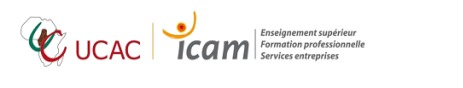 UCAC
icam
Enseignement supérieur
Formation professionnelle
Services entreprises